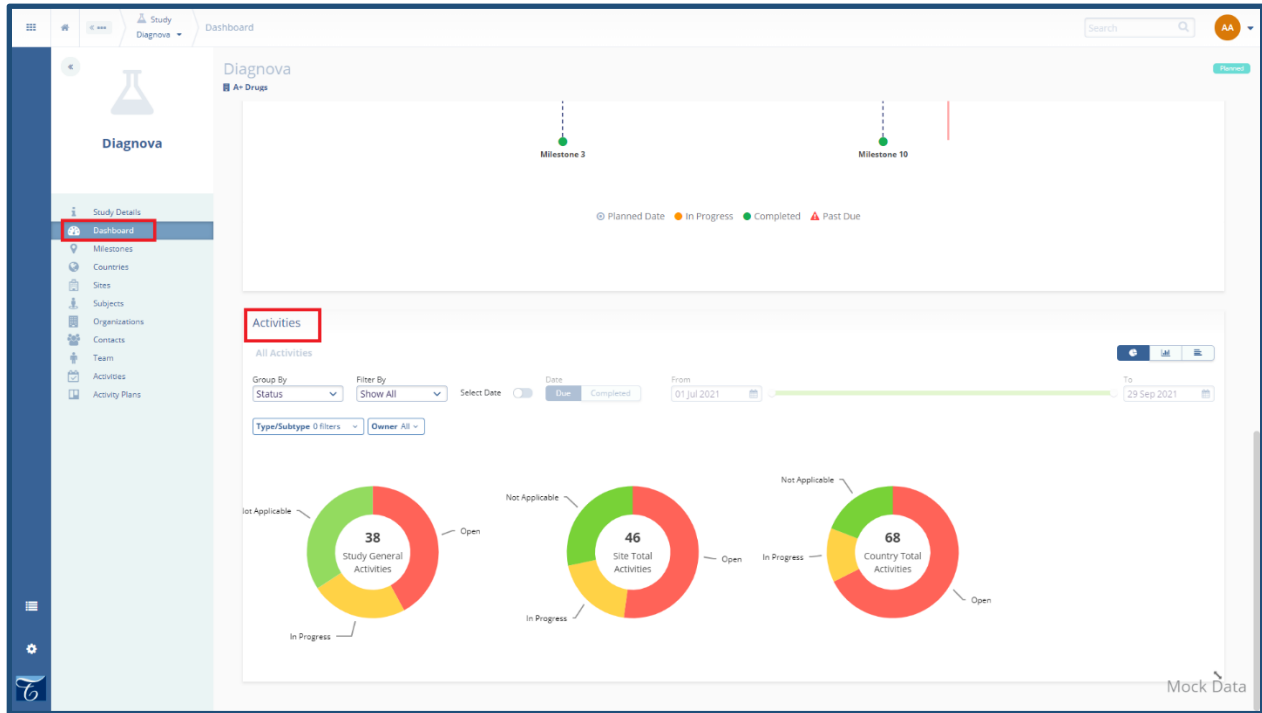 Study
Diagnova
Dashboard
Search
AA
Diagnova
A+ Drugs
Planned
Diagnova
Study Details
Dashboard
Milestones
Countries
Sites
Subjects
Organizations
Contacts
Team
Activities
Activity Plans
Milestone 3
Milestone 10
Planned Date In Progress Completed Past Due
Activities
All Activities
Group By Filter By Date From To
Status Show All Select Date Due Completed 01 Jul 2021 29 Sep 2021
Type/Subtype 0 filters Owner All
ot Applicable
Open
In Progress
38
Study General
Activities
Not Applicable
Open
In Progress
46
Site Total
Activities
Not Applicable
In Progress
Open
68
Country Total
Activities
Mock Data